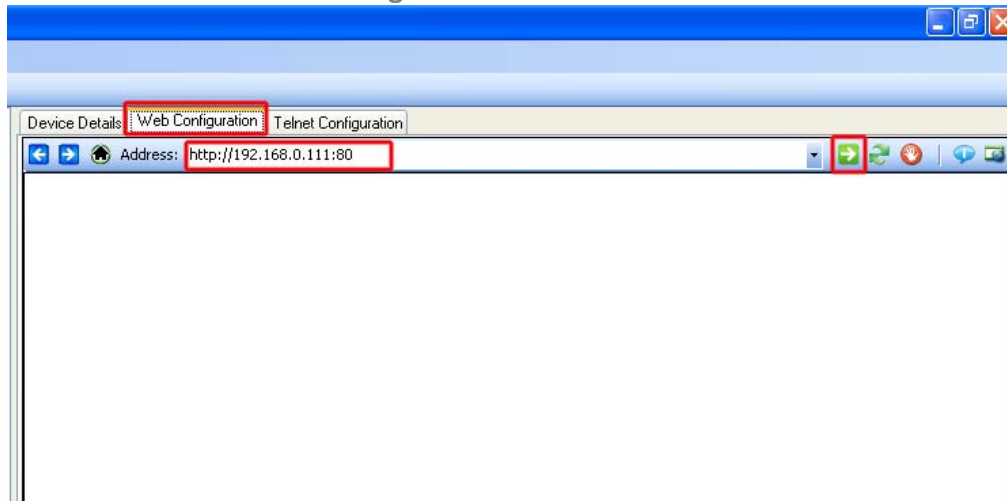 Device Details Web Configuration Telnet Configuration
Address: http://192.168.0.111:80